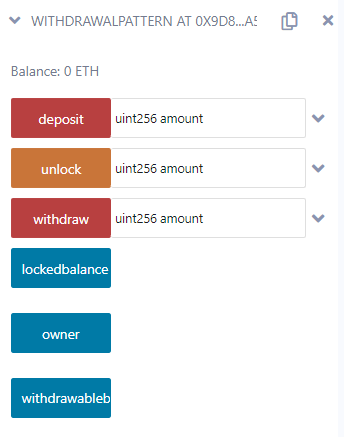 WITHDRAWALPATTERN AT 0X9D8...A5
Balance: 0 ETH
deposit uint256 amount
unlock uint256 amount
withdraw uint256 amount
lockedbalance
owner
withdrawableb